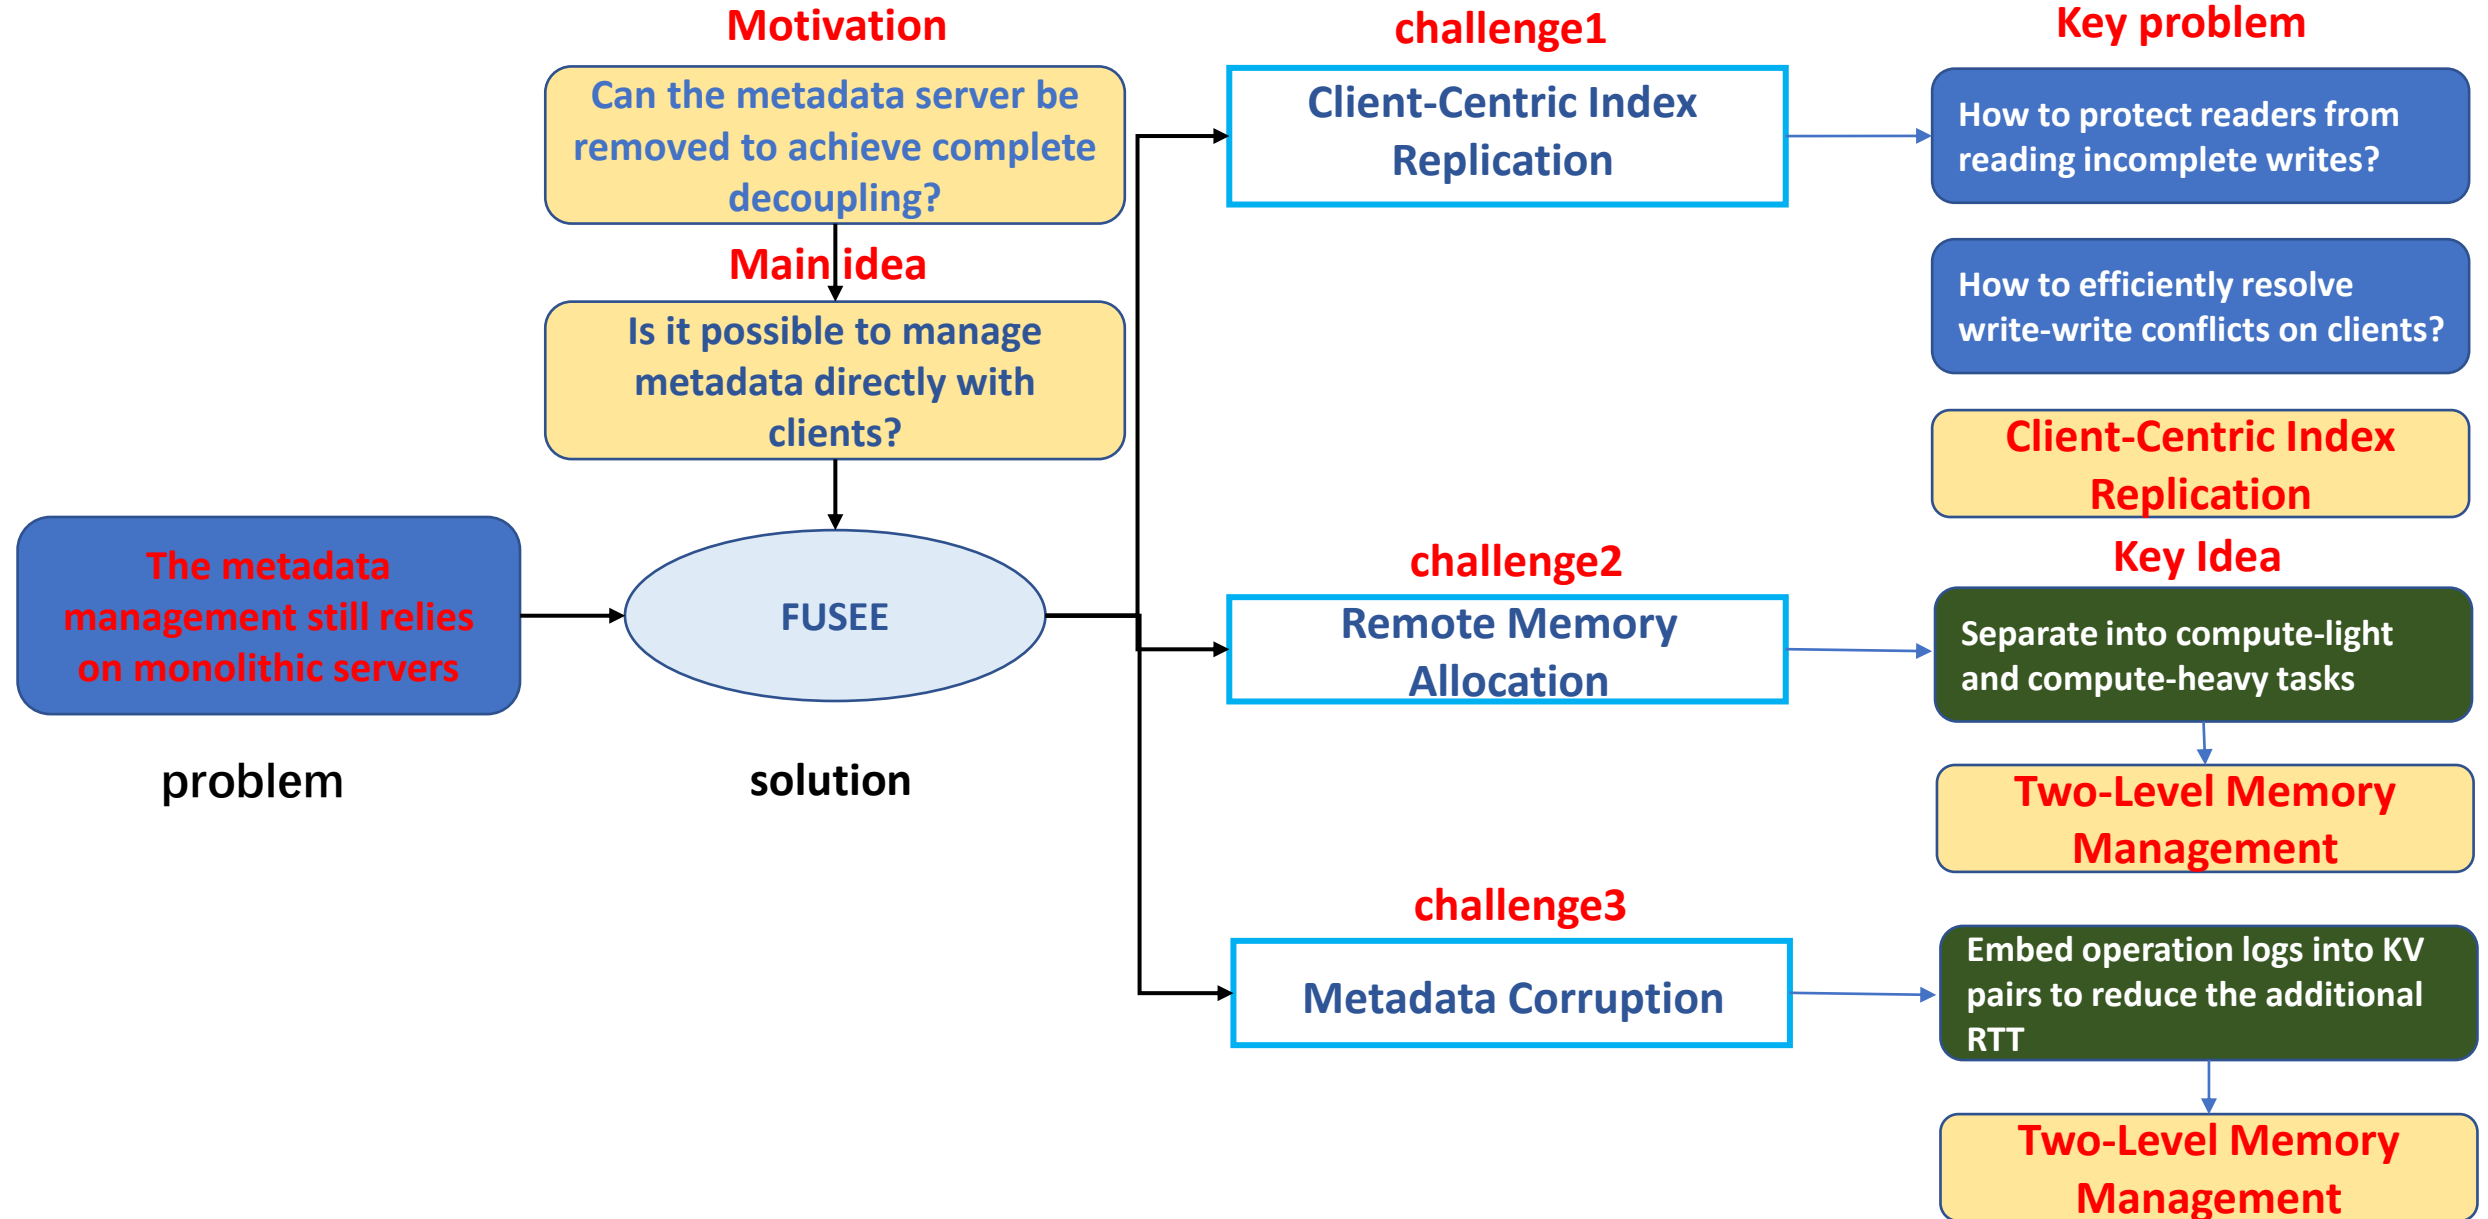 Motivation
Can the metadata server be
removed to achieve complete
decoupling?
Main idea
Is it possible to manage
metadata directly with
clients?
The metadata
management still relies
on monolithic servers
problem
FUSEE
solution
challenge1
Client-Centric Index
Replication
challenge2
Remote Memory
Allocation
challenge3
Metadata Corruption
Key problem
How to protect readers from
reading incomplete writes?
How to efficiently resolve
write-write conflicts on clients?
Client-Centric Index
Replication
Key Idea
Separate into compute-light
and compute-heavy tasks
Two-Level Memory
Management
Embed operation logs into KV
pairs to reduce the additional
RTT
Two-Level Memory
Management